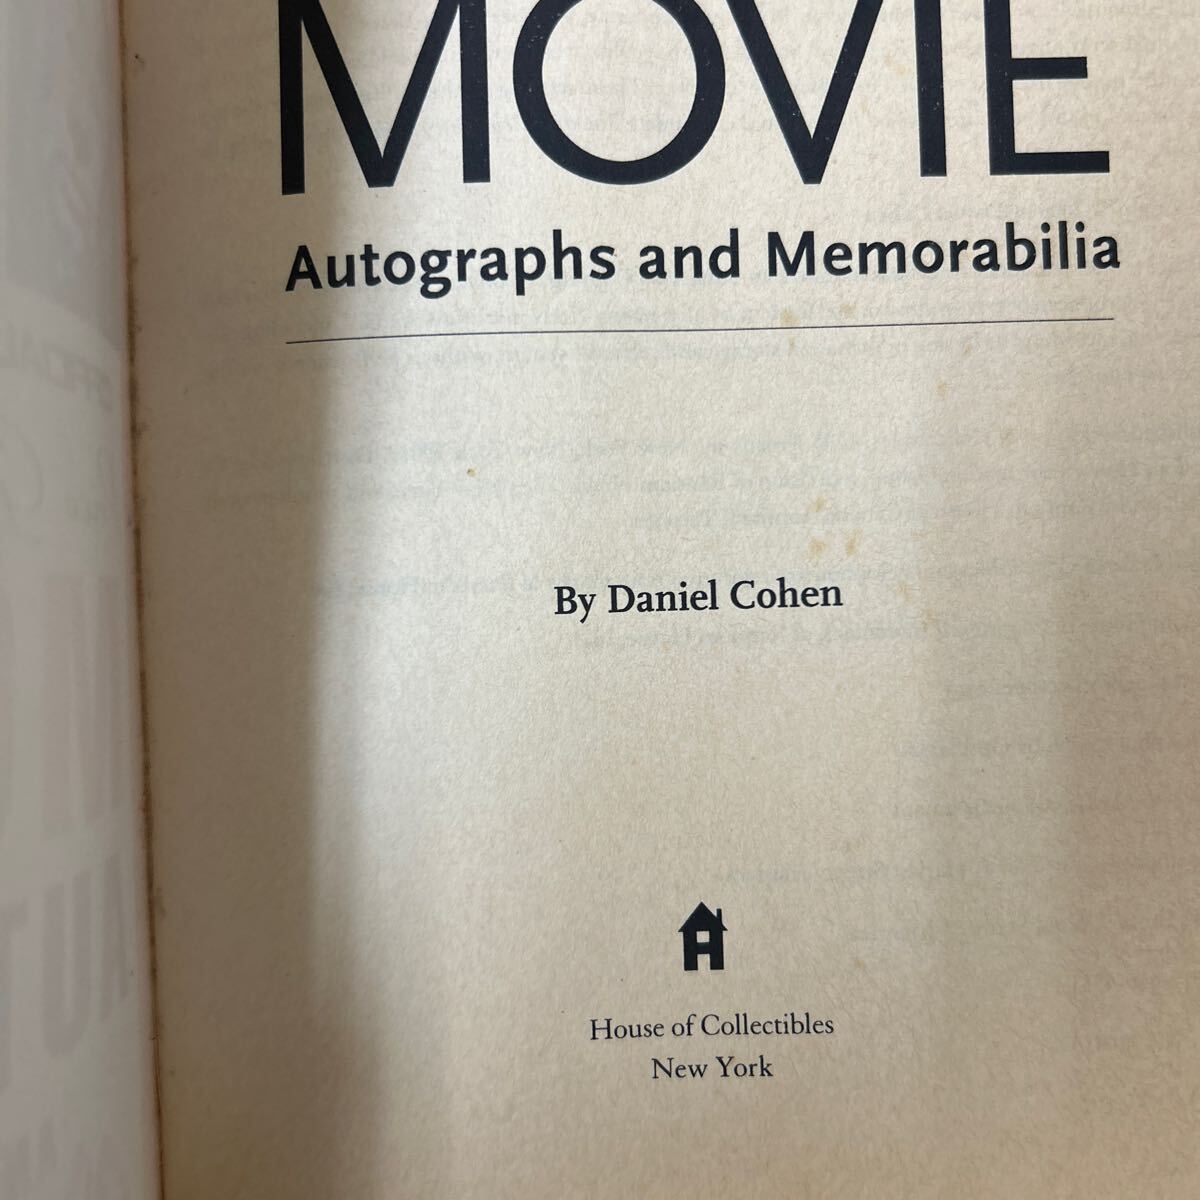 MOVIE
Autographs and Memorabilia
By Daniel Cohen
House of Collectibles
New York